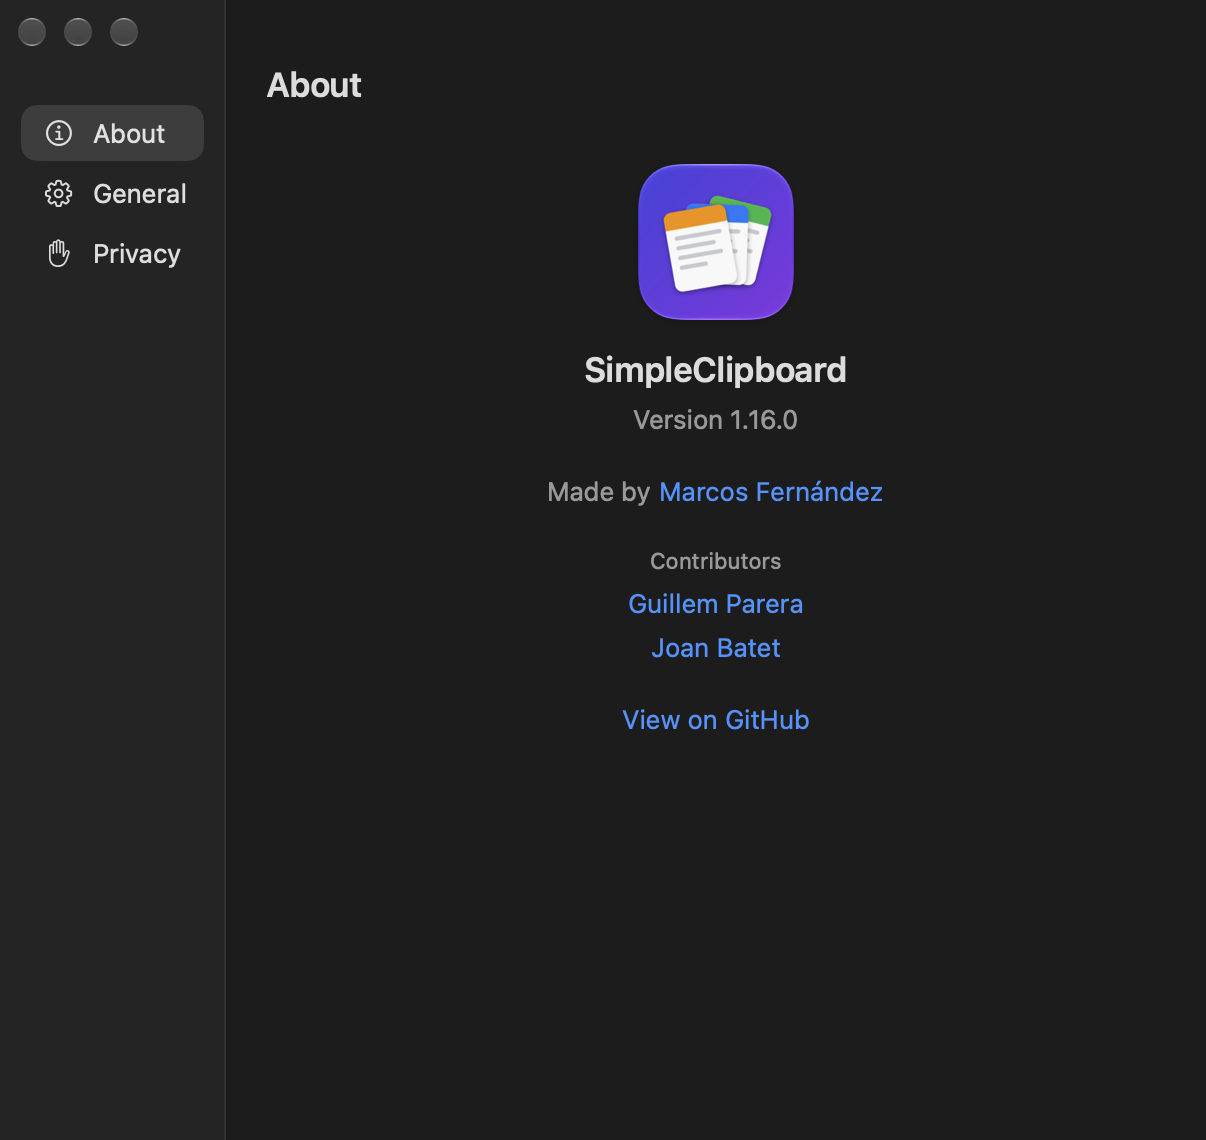 About
General
Privacy
About
SimpleClipboard
Version 1.16.0
Made by Marcos Fernández
Contributors
Guillem Parera
Joan Batet
View on GitHub